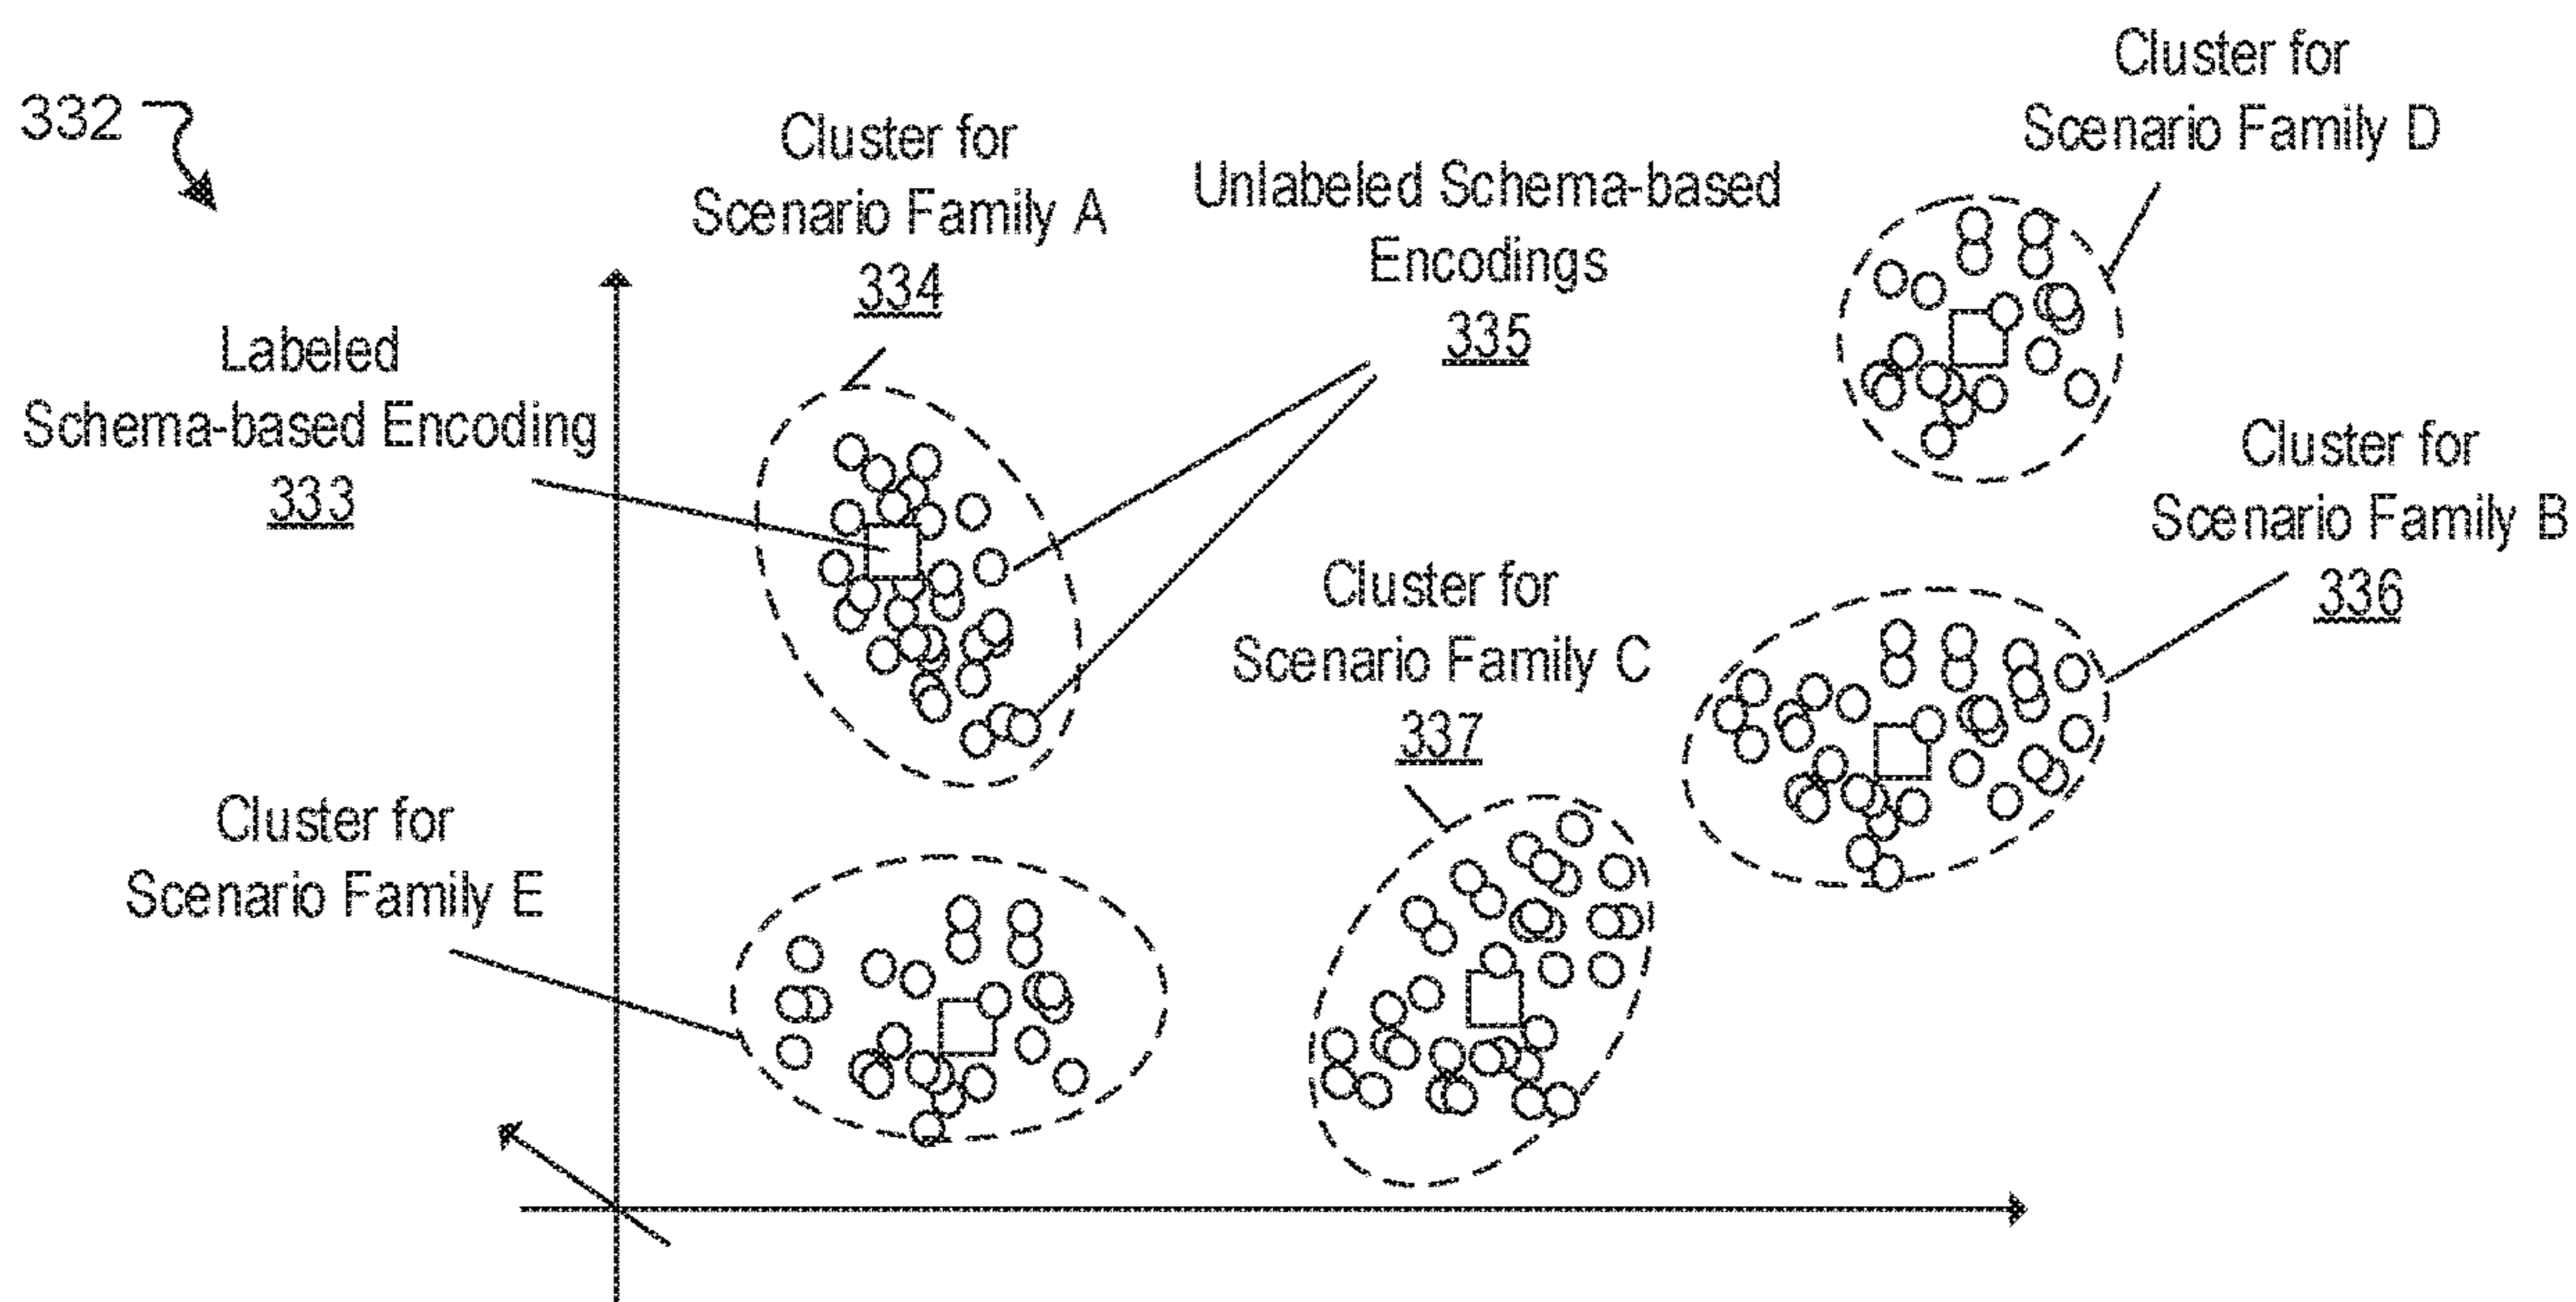 332
Cluster for
Scenario Family A
334
Unlabeled Schema-based
Encodings
335
Cluster for
Scenario Family D
Labeled
Schema-based Encoding
333
Cluster for
Scenario Family B
336
Cluster for
Scenario Family C
337
Cluster for
Scenario Family E